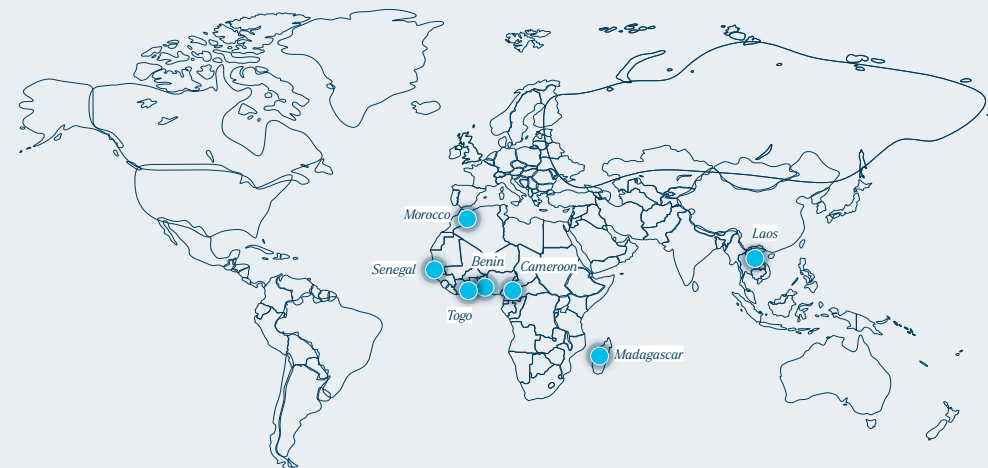 Morocco
Laos
Senegal
Benin
Cameroon
Togo
Madagascar